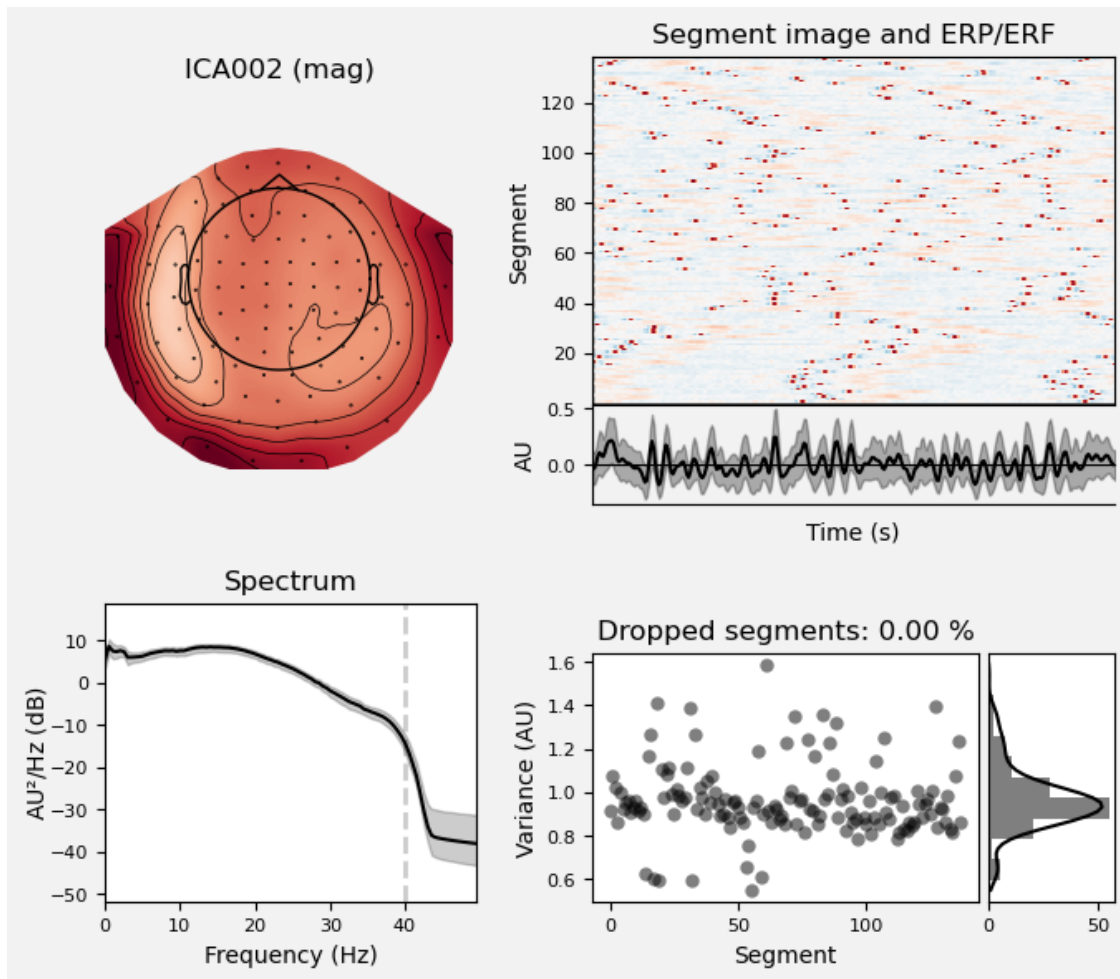 ICA002 (mag)
Segment image and ERP/ERF
Segment
120
100
80
60
40
20
AU
0.5
0.0
Time (s)
Spectrum
AU²/Hz (dB)
10
0
−10
−20
−30
−40
−50
0 10 20 30 40
Frequency (Hz)
Dropped segments: 0.00 %
Variance (AU)
1.6
1.4
1.2
1.0
0.8
0.6
0 50 100
Segment
0 50